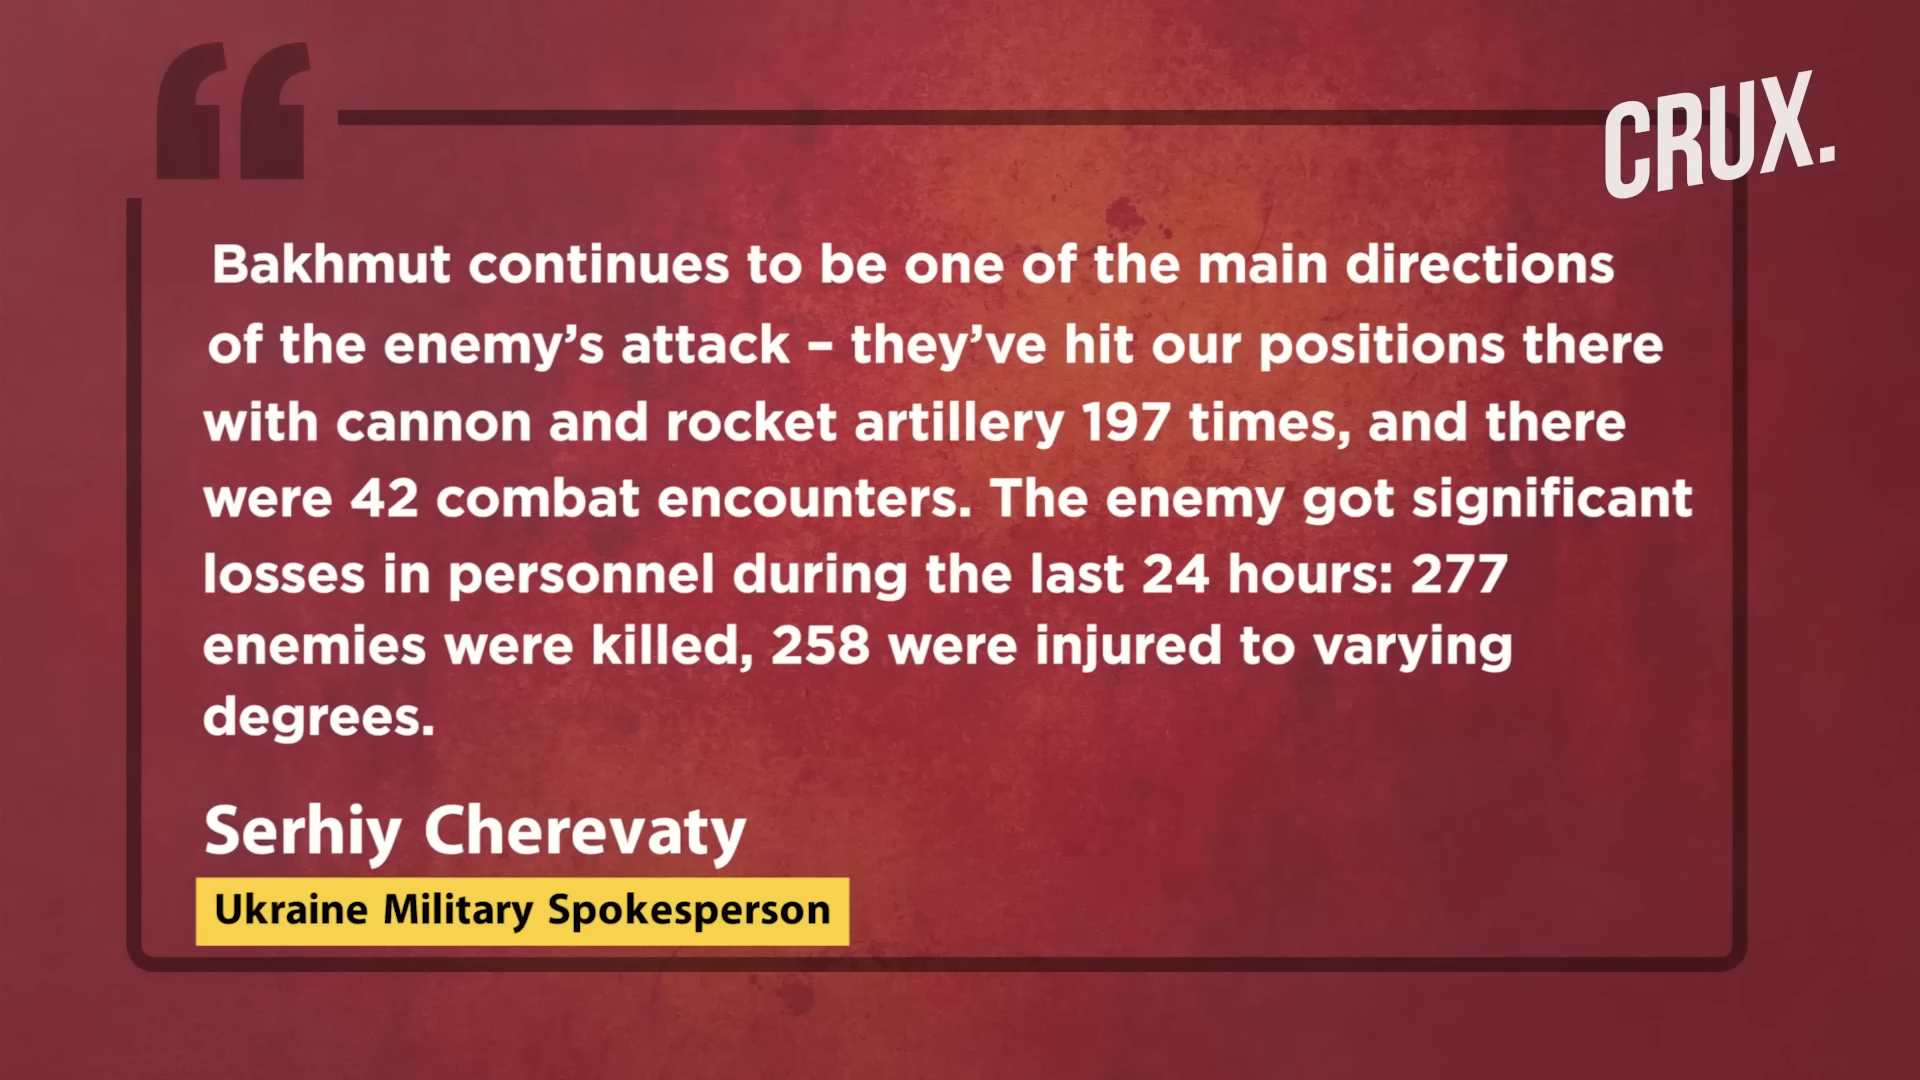 CRUX.
Bakhmut continues to be one of the main directions
of the enemy’s attack – they’ve hit our positions there
with cannon and rocket artillery 197 times, and there
were 42 combat encounters. The enemy got significant
losses in personnel during the last 24 hours: 277
enemies were killed, 258 were injured to varying
degrees.
Serhiy Cherevaty
Ukraine Military Spokesperson